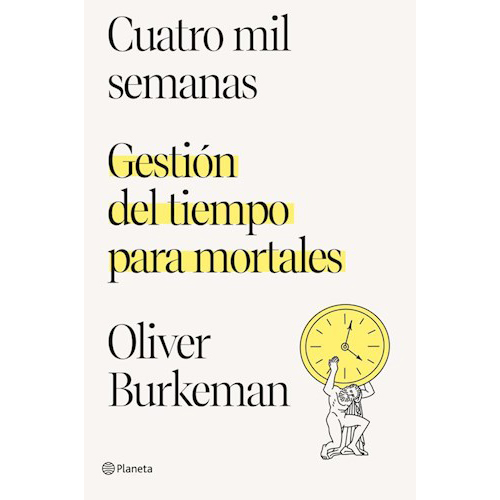 Cuatro mil
semanas
Gestión
del tiempo
para mortales
Oliver
Burkeman
Planeta